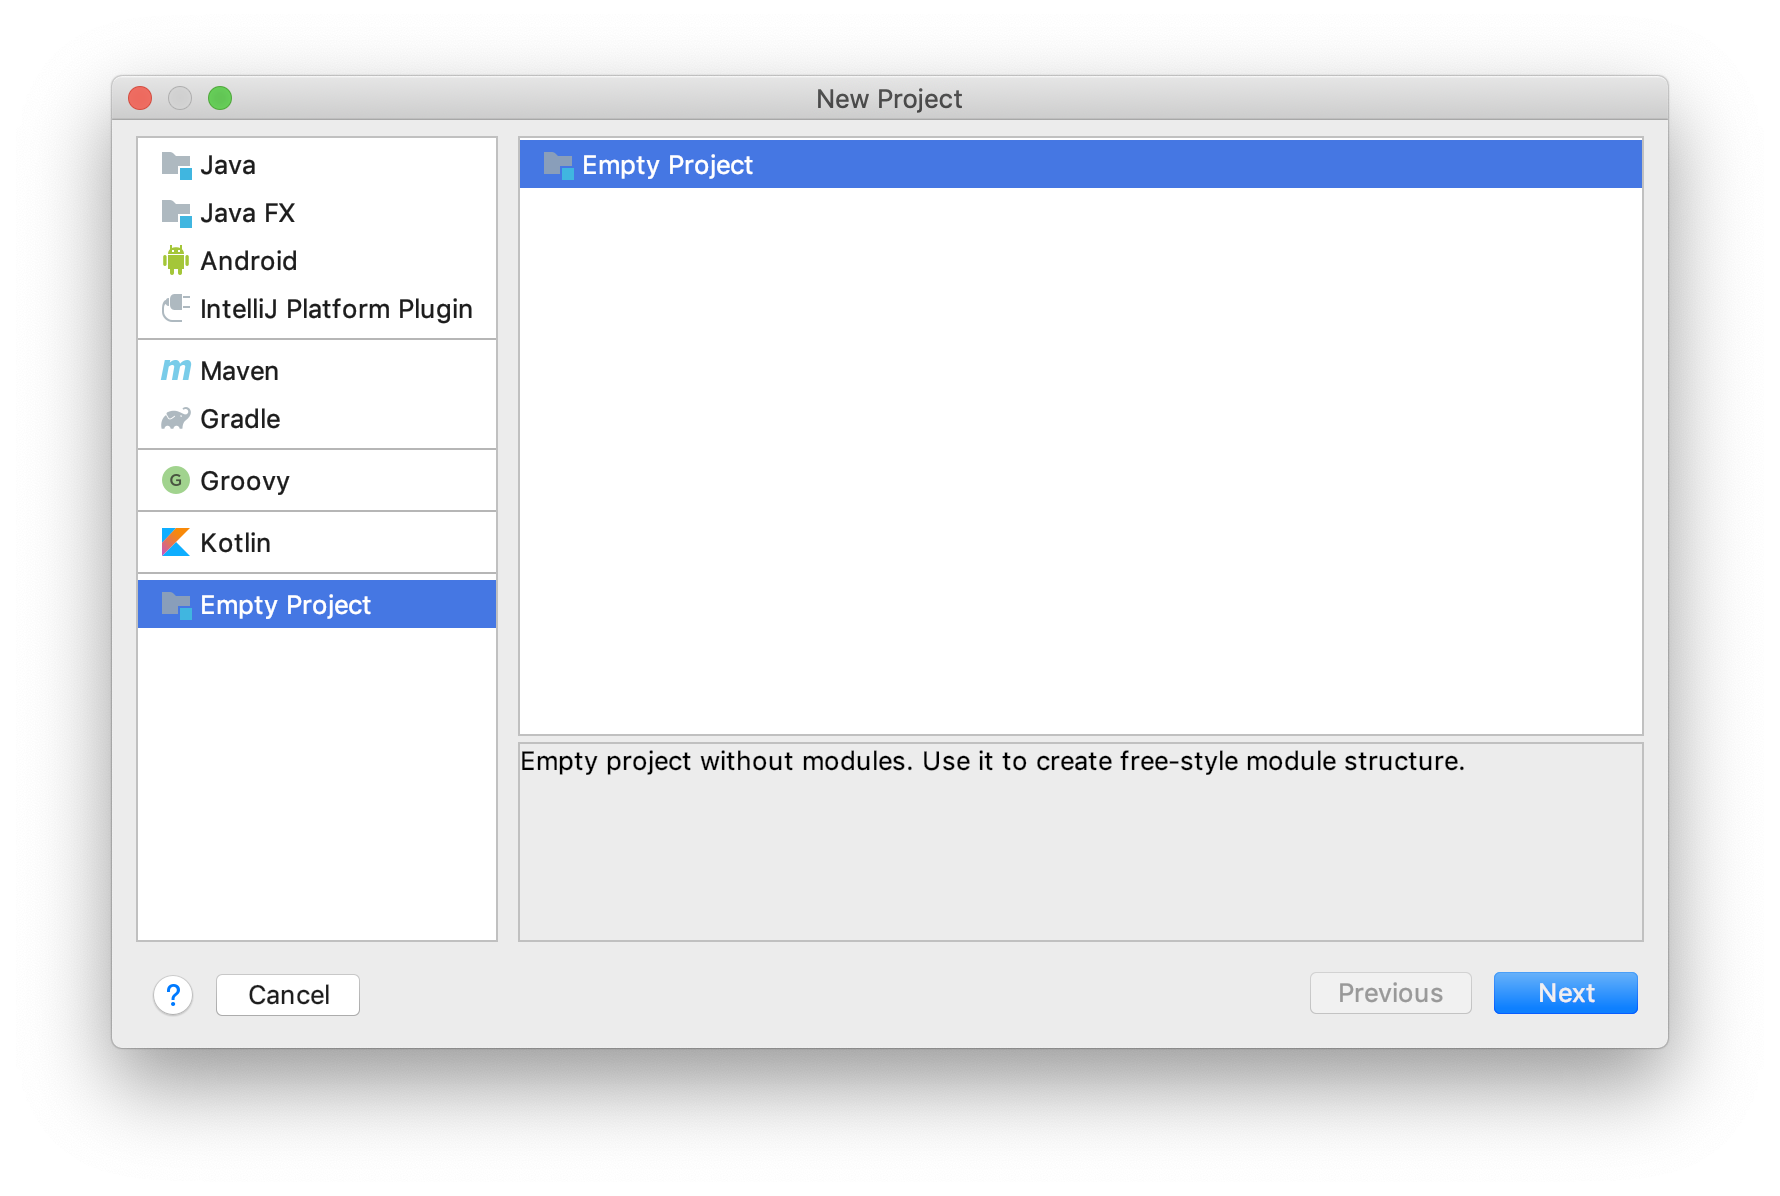 New Project
Java
Java FX
Android
IntelliJ Platform Plugin
m Maven
Gradle
G Groovy
Kotlin
Empty Project
Empty Project
Empty project without modules. Use it to create free-style module structure.
?
Cancel
Previous
Next